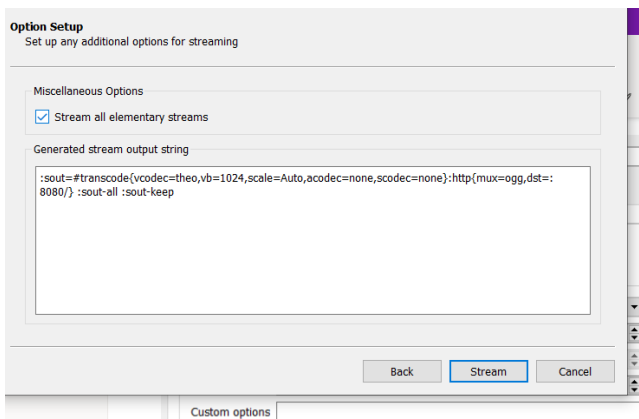 Option Setup
Set up any additional options for streaming
Miscellaneous Options
Stream all elementary streams
Generated stream output string
:sout=#transcode{vcodec=theo,vb=1024,scale=Auto,acodec=none,scodec=none}:http{mux=ogg,dst=:
8080/} :sout-all :sout-keep
Back
Stream
Cancel
Custom options